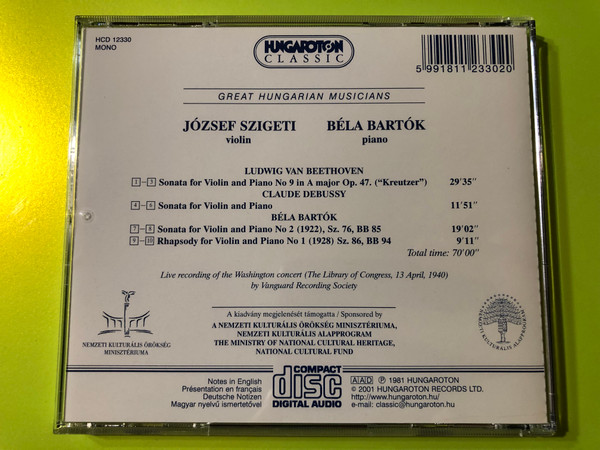 HCD 12330
MONO
HUNGAROTON
CLASSIC
5 991811 233020
GREAT HUNGARIAN MUSICIANS
JÓZSEF SZIGETI BÉLA BARTÓK
violin piano
LUDWIG VAN BEETHOVEN
1–3 Sonata for Violin and Piano No 9 in A major Op. 47. ("Kreutzer") 29'35"
CLAUDE DEBUSSY
4–6 Sonata for Violin and Piano 11'51"
BÉLA BARTÓK
7–8 Sonata for Violin and Piano No 2 (1922), Sz. 76, BB 85 19'02"
9–10 Rhapsody for Violin and Piano No 1 (1928) Sz. 86, BB 94 9'11"
Total time: 70'00"
Live recording of the Washington concert (The Library of Congress, 13 April, 1940)
by Vanguard Recording Society
A kiadvány megjelenését támogatta / Sponsored by
A NEMZETI KULTURÁLIS ÖRÖKSÉG MINISZTÉRIUMA,
NEMZETI KULTURÁLIS ALAPPROGRAM
THE MINISTRY OF NATIONAL CULTURAL HERITAGE,
NATIONAL CULTURAL FUND
NEMZETI KULTURÁLIS ÖRÖKSÉG
MINISZTÉRIUMA
NEMZETI KULTURÁLIS ALAPPROGRAM
Notes in English
Présentation en français
Deutsche Notizen
Magyar nyelvű ismertetővel
COMPACT
disc
DIGITAL AUDIO
AAD ℗ 1981 HUNGAROTON
© 2001 HUNGAROTON RECORDS LTD.
http://www.hungaroton.hu/
e-mail: classic@hungaroton.hu